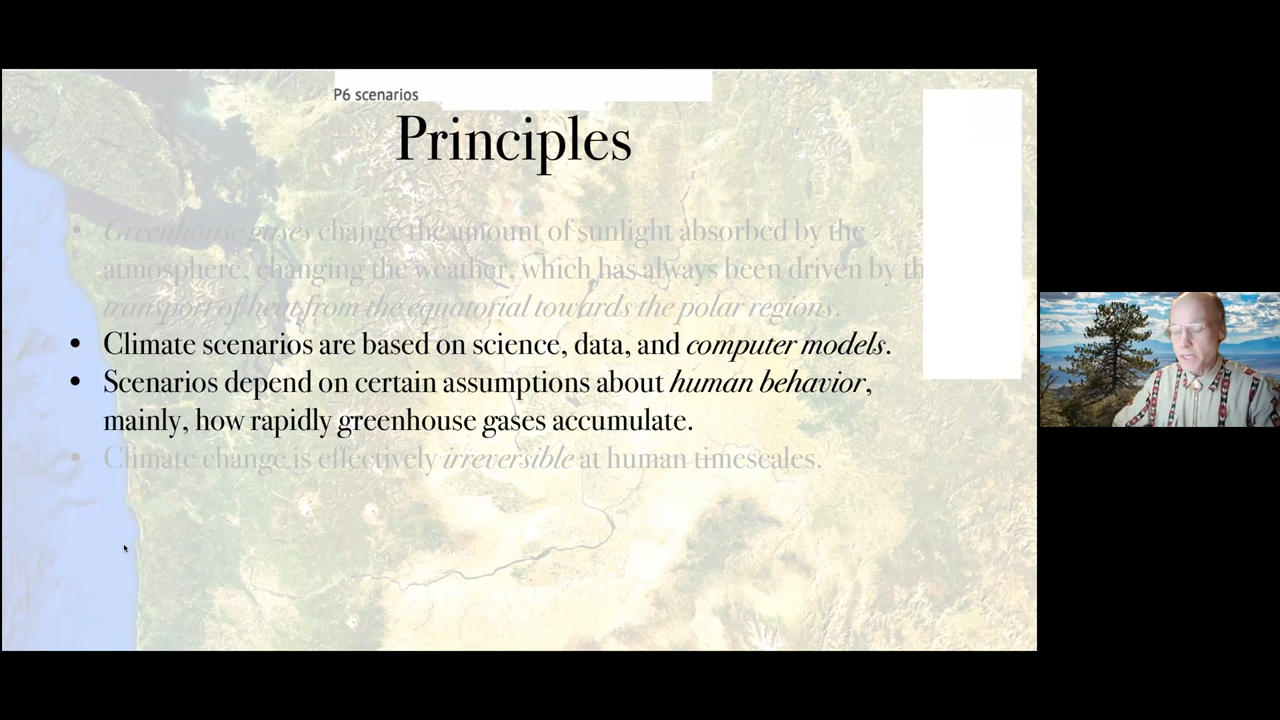 P6 scenarios
Principles
• Greenhouse gases change the amount of sunlight absorbed by the
atmosphere, changing the weather, which has always been driven by th
transport of heat from the equatorial towards the polar regions.
• Climate scenarios are based on science, data, and computer models.
• Scenarios depend on certain assumptions about human behavior,
mainly, how rapidly greenhouse gases accumulate.
• Climate change is effectively irreversible at human timescales.